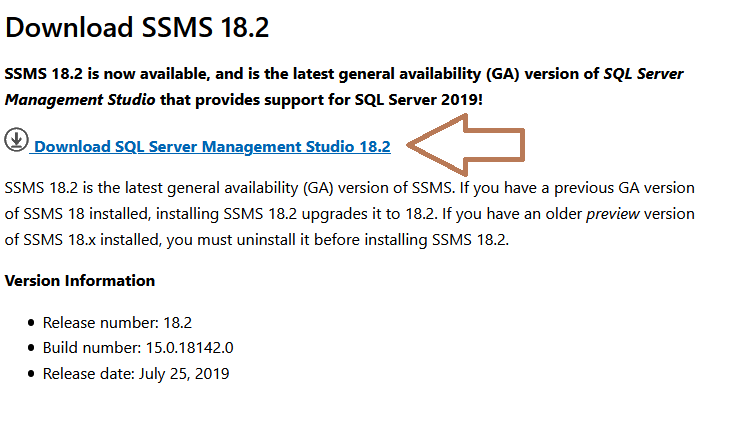 Download SSMS 18.2
SSMS 18.2 is now available, and is the latest general availability (GA) version of SQL Server
Management Studio that provides support for SQL Server 2019!
Download SQL Server Management Studio 18.2
SSMS 18.2 is the latest general availability (GA) version of SSMS. If you have a previous GA version
of SSMS 18 installed, installing SSMS 18.2 upgrades it to 18.2. If you have an older preview version
of SSMS 18.x installed, you must uninstall it before installing SSMS 18.2.
Version Information
• Release number: 18.2
• Build number: 15.0.18142.0
• Release date: July 25, 2019